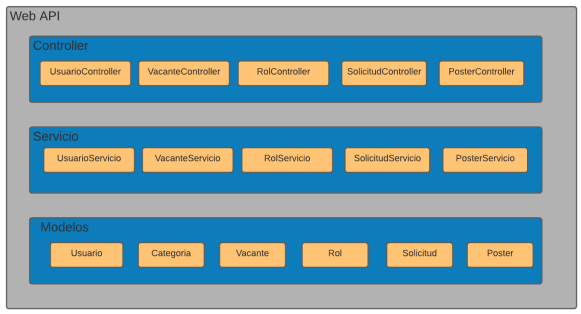 Web API
Controller
UsuarioController VacanteController RolController SolicitudController PosterController
Servicio
UsuarioServicio VacanteServicio RolServicio SolicitudServicio PosterServicio
Modelos
Usuario Categoria Vacante Rol Solicitud Poster